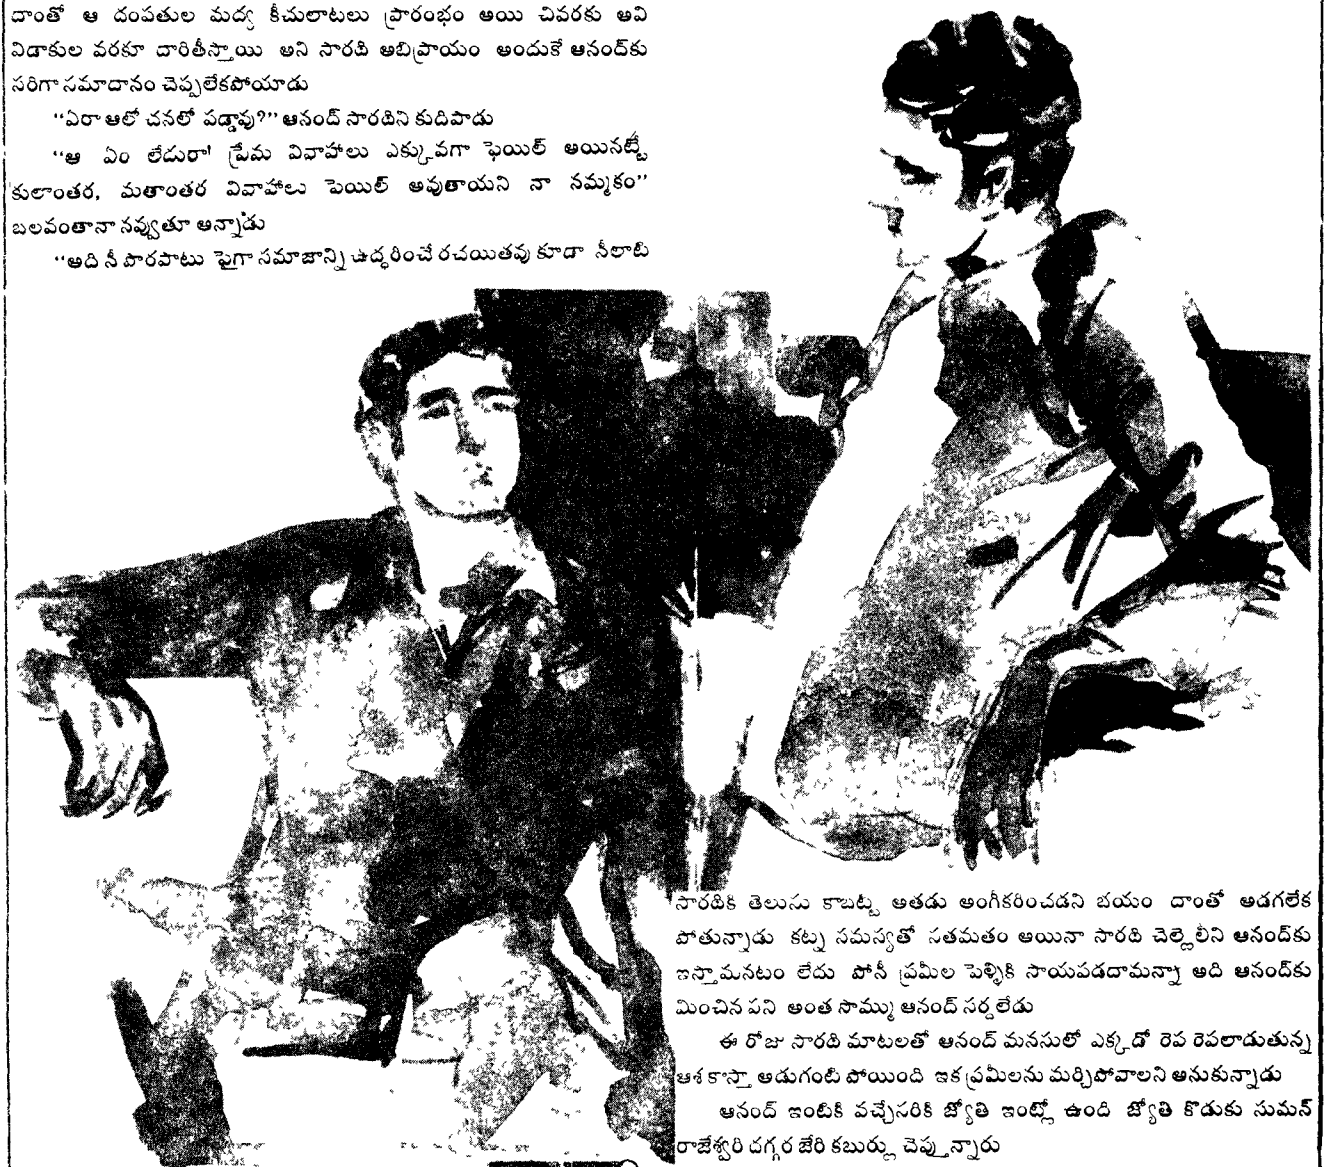 దాంతో ఆ దంపతుల మధ్య కీచులాటలు ప్రారంభం అయి చివరకు అవి
విడాకుల వరకూ దారితీస్తాయి అని సారథి అభిప్రాయం అందుకే ఆనంద్‌కు
సరిగా సమాదానం చెప్పలేకపోయాడు
“ఏరా ఆలోచనలో పడ్డావు?” ఆనంద్ సారథిని కుదిపాడు
“ఆ ఏం లేదురా! ప్రేమ వివాహాలు ఎక్కువగా ఫెయిల్ అయినట్టే
కులాంతర, మతాంతర వివాహాలు ఫెయిల్ అవుతాయని నా నమ్మకం”
బలవంతానా నవ్వుతూ అన్నాడు
“అది నీ పొరపాటు పైగా సమాజాన్ని ఉద్ధరించే రచయితవు కూడా నీలాటి
సారథికి తెలుసు కాబట్టి అతడు అంగీకరించడని భయం దాంతో అడగలేక
పోతున్నాడు కట్న సమస్యతో సతమతం అయినా సారథి చెల్లెలిని ఆనంద్‌కు
ఇస్తామనటం లేదు పోనీ ప్రమీల పెళ్ళికి సాయపడదామన్నా అది ఆనంద్‌కు
మించిన పని అంత సొమ్ము ఆనంద్ సర్దలేడు
ఈ రోజు సారథి మాటలతో ఆనంద్ మనసులో ఎక్కడో రెప రెపలాడుతున్న
ఆశ కాస్తా అడుగంటి పోయింది ఇక ప్రమీలను మర్చిపోవాలని అనుకున్నాడు
ఆనంద్ ఇంటికి వచ్చేసరికి జ్యోతి ఇంట్లో ఉంది జ్యోతి కొడుకు సుమన్
రాజేశ్వరి దగ్గర జేరి కబుర్లు చెప్తున్నారు